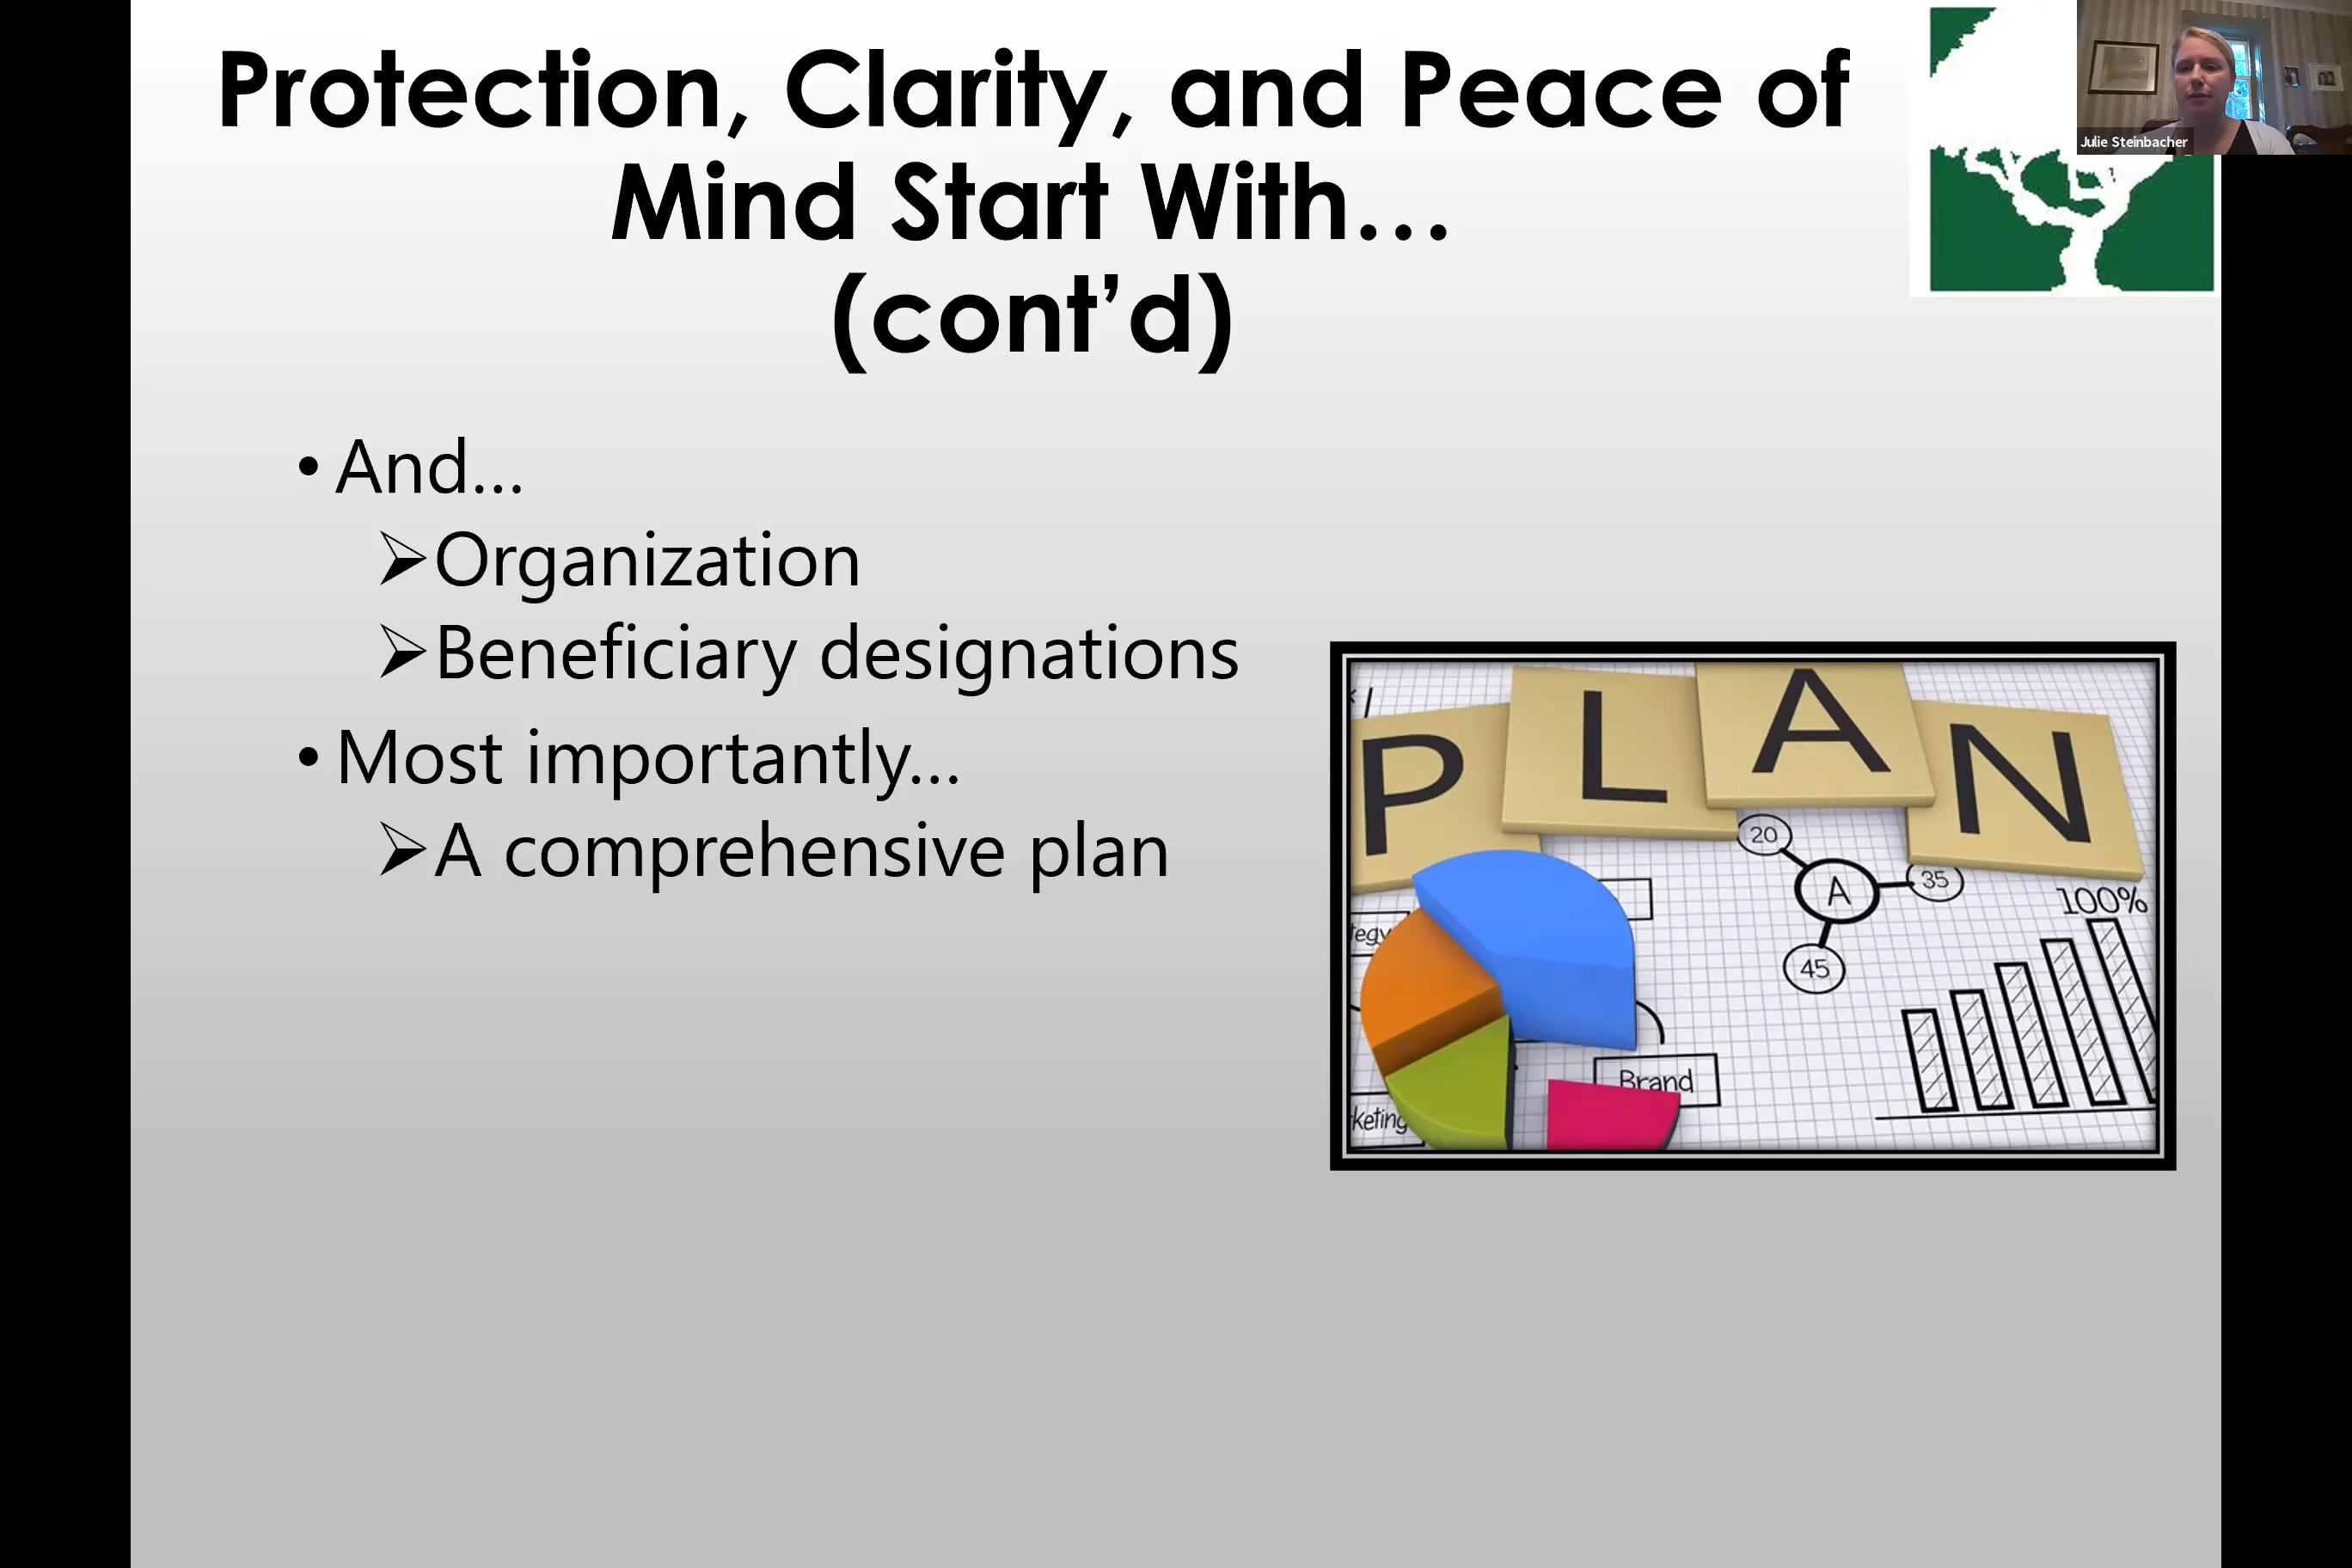 Protection, Clarity, and Peace of
Mind Start With…
(cont’d)
Julie Steinbacher
• And…
➢Organization
➢Beneficiary designations
• Most importantly…
➢A comprehensive plan
P L A N
20
A
35
45
100%
Brand